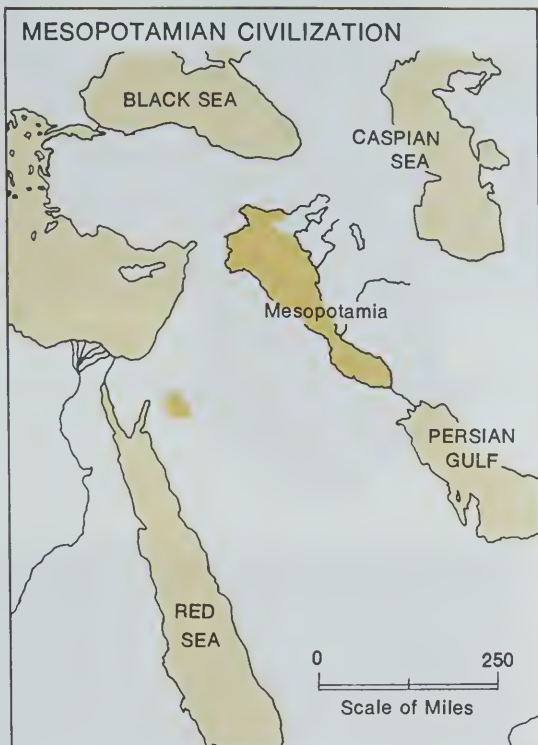 MESOPOTAMIAN CIVILIZATION
BLACK SEA
CASPIAN
SEA
Mesopotamia
PERSIAN
GULF
RED
SEA
0 250
Scale of Miles